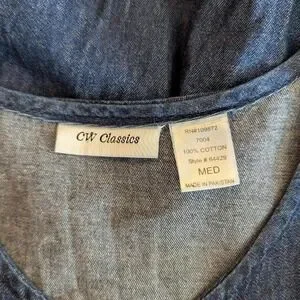 CW Classics
RN#109872
7004
100% COTTON
Style # 64429
MED
MADE IN PAKISTAN